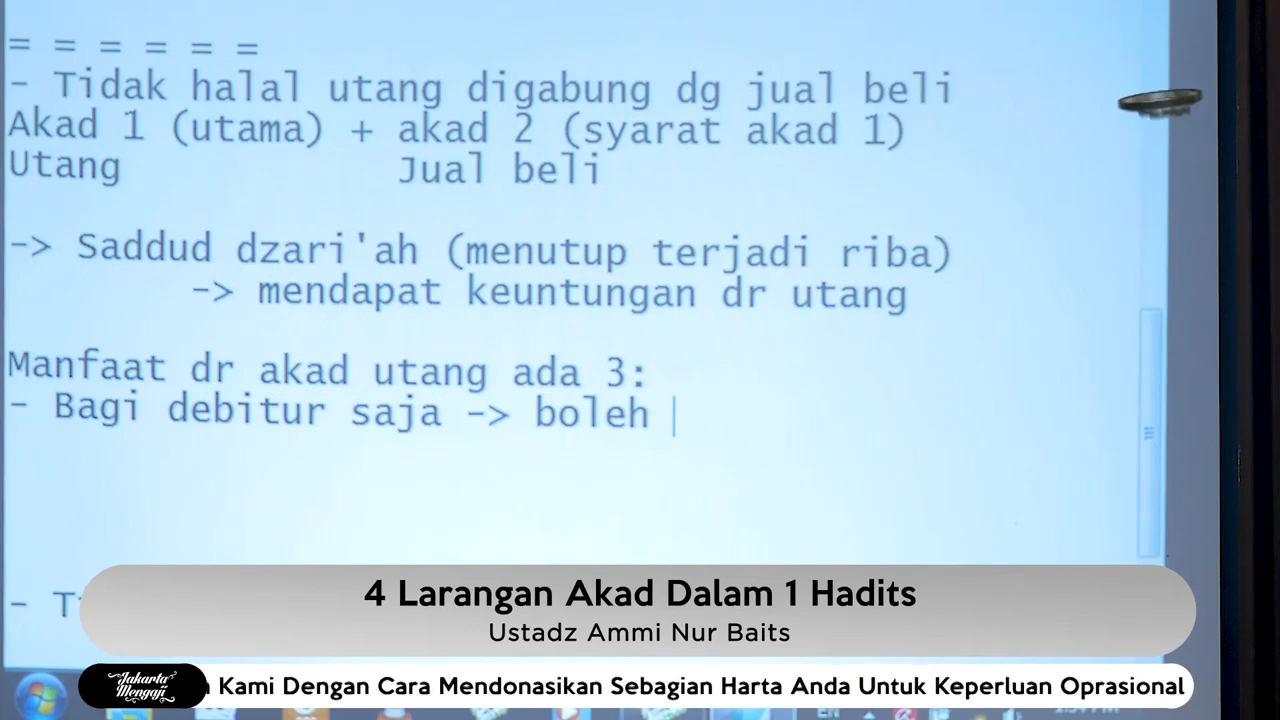 = = = = = =
- Tidak halal utang digabung dg jual beli
Akad 1 (utama) + akad 2 (syarat akad 1)
Utang Jual beli
-> Saddud dzari'ah (menutup terjadi riba)
-> mendapat keuntungan dr utang
Manfaat dr akad utang ada 3:
- Bagi debitur saja -> boleh
- T
4 Larangan Akad Dalam 1 Hadits
Ustadz Ammi Nur Baits
Jakarta
Mengaji
Kami Dengan Cara Mendonasikan Sebagian Harta Anda Untuk Keperluan Oprasional
EN